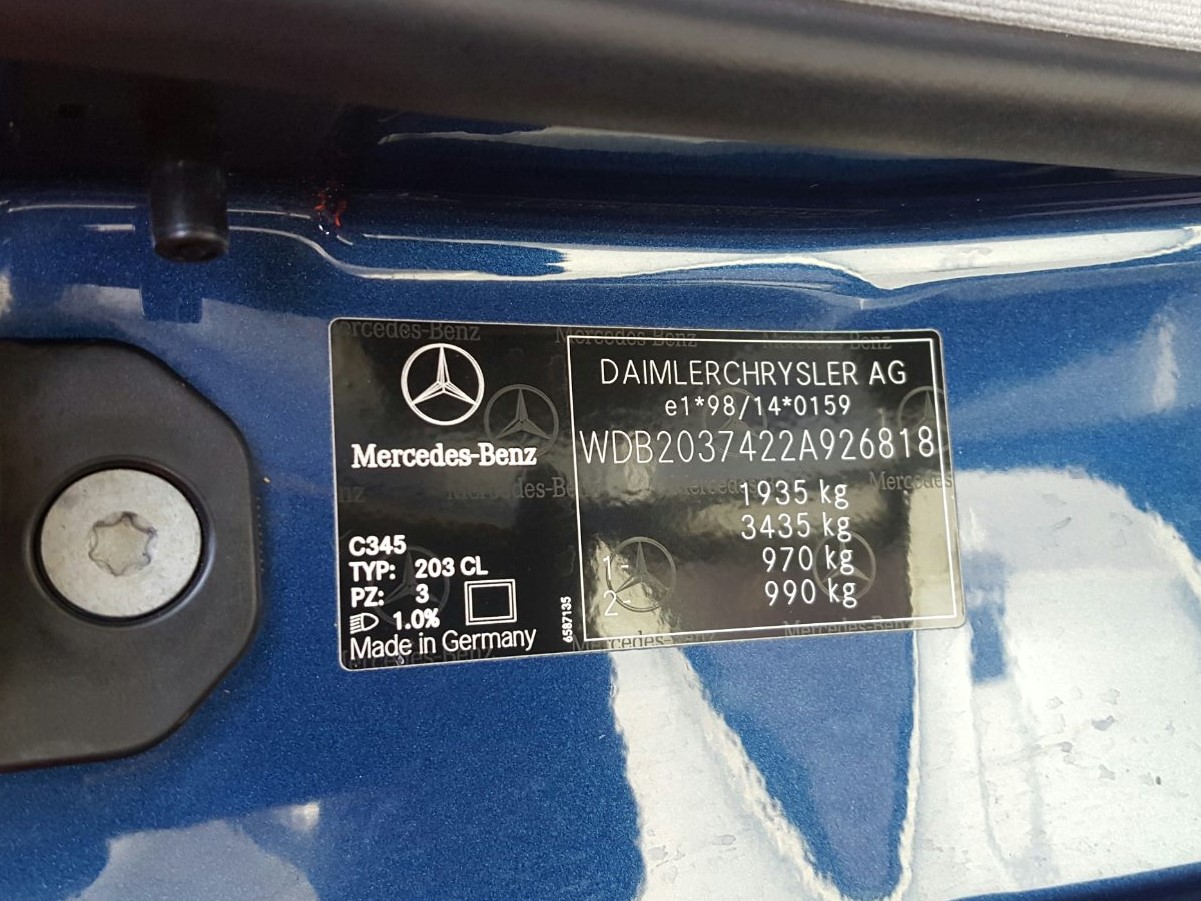 Mercedes-Benz
C345
TYP: 203 CL
PZ: 3
1.0%
Made in Germany
6587135
DAIMLERCHRYSLER AG
e1*98/14*0159
WDB2037422A926818
1935 kg
3435 kg
1- 970 kg
2- 990 kg